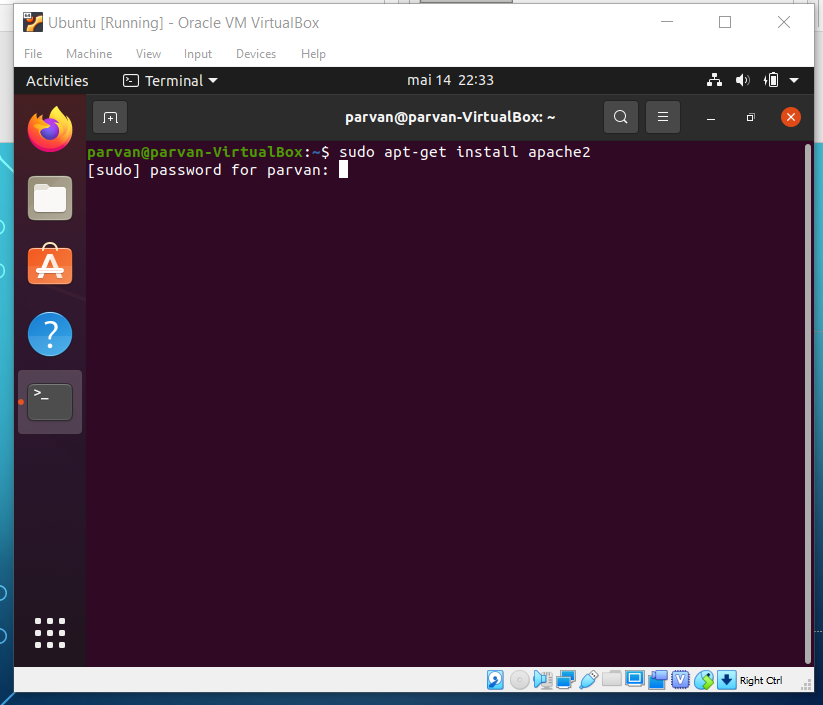 Ubuntu [Running] - Oracle VM VirtualBox
File Machine View Input Devices Help
Activities Terminal mai 14 22:33
parvan@parvan-VirtualBox: ~
parvan@parvan-VirtualBox:~$ sudo apt-get install apache2
[sudo] password for parvan:
Right Ctrl